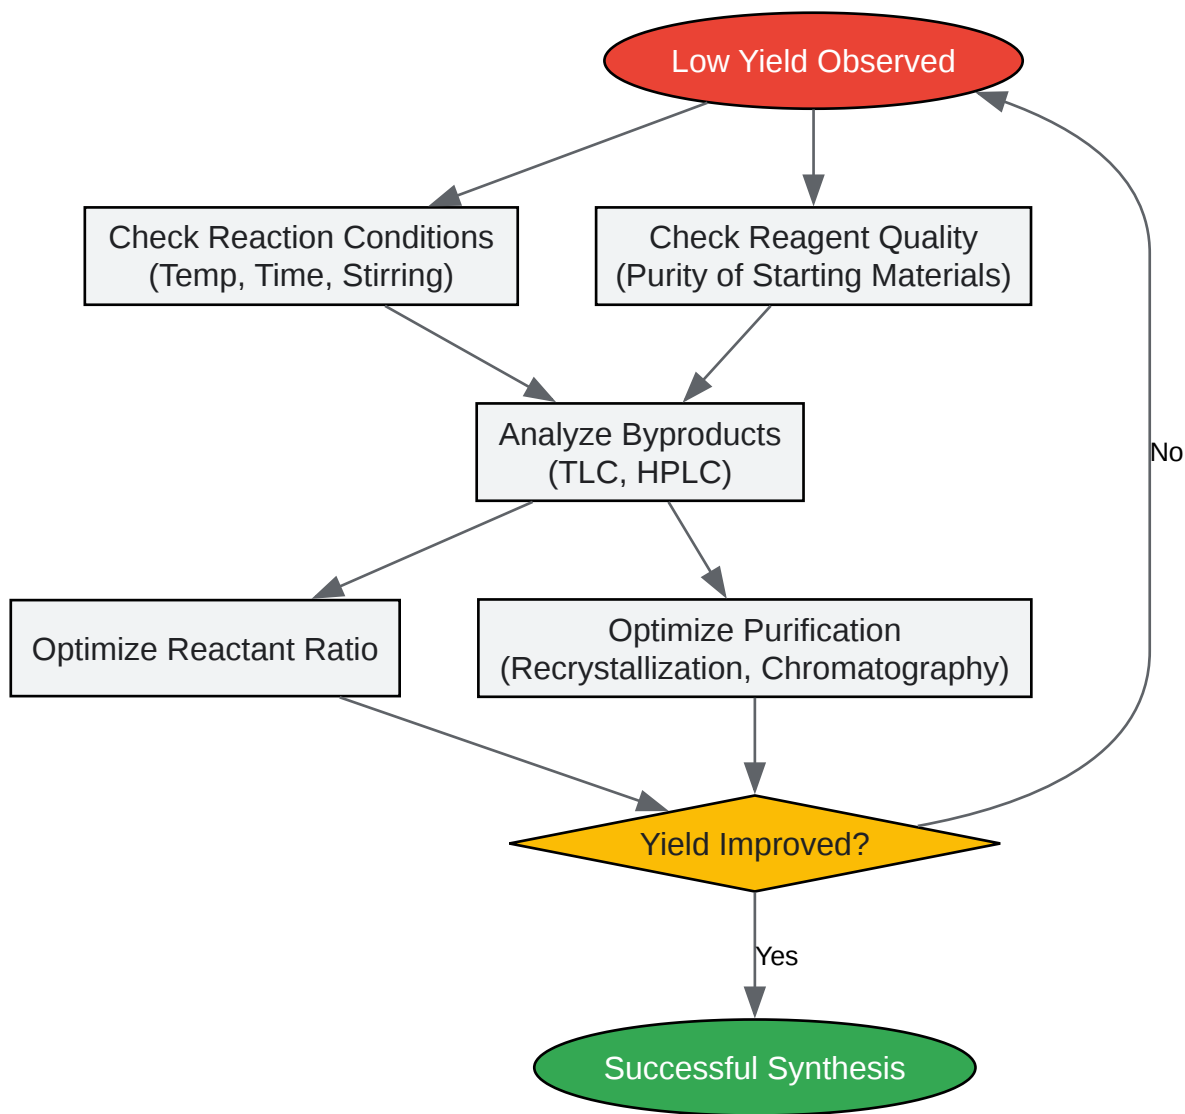 Low Yield Observed
Check Reaction Conditions
(Temp, Time, Stirring)
Check Reagent Quality
(Purity of Starting Materials)
Analyze Byproducts
(TLC, HPLC)
No
Optimize Reactant Ratio
Optimize Purification
(Recrystallization, Chromatography)
Yield Improved?
Yes
Successful Synthesis